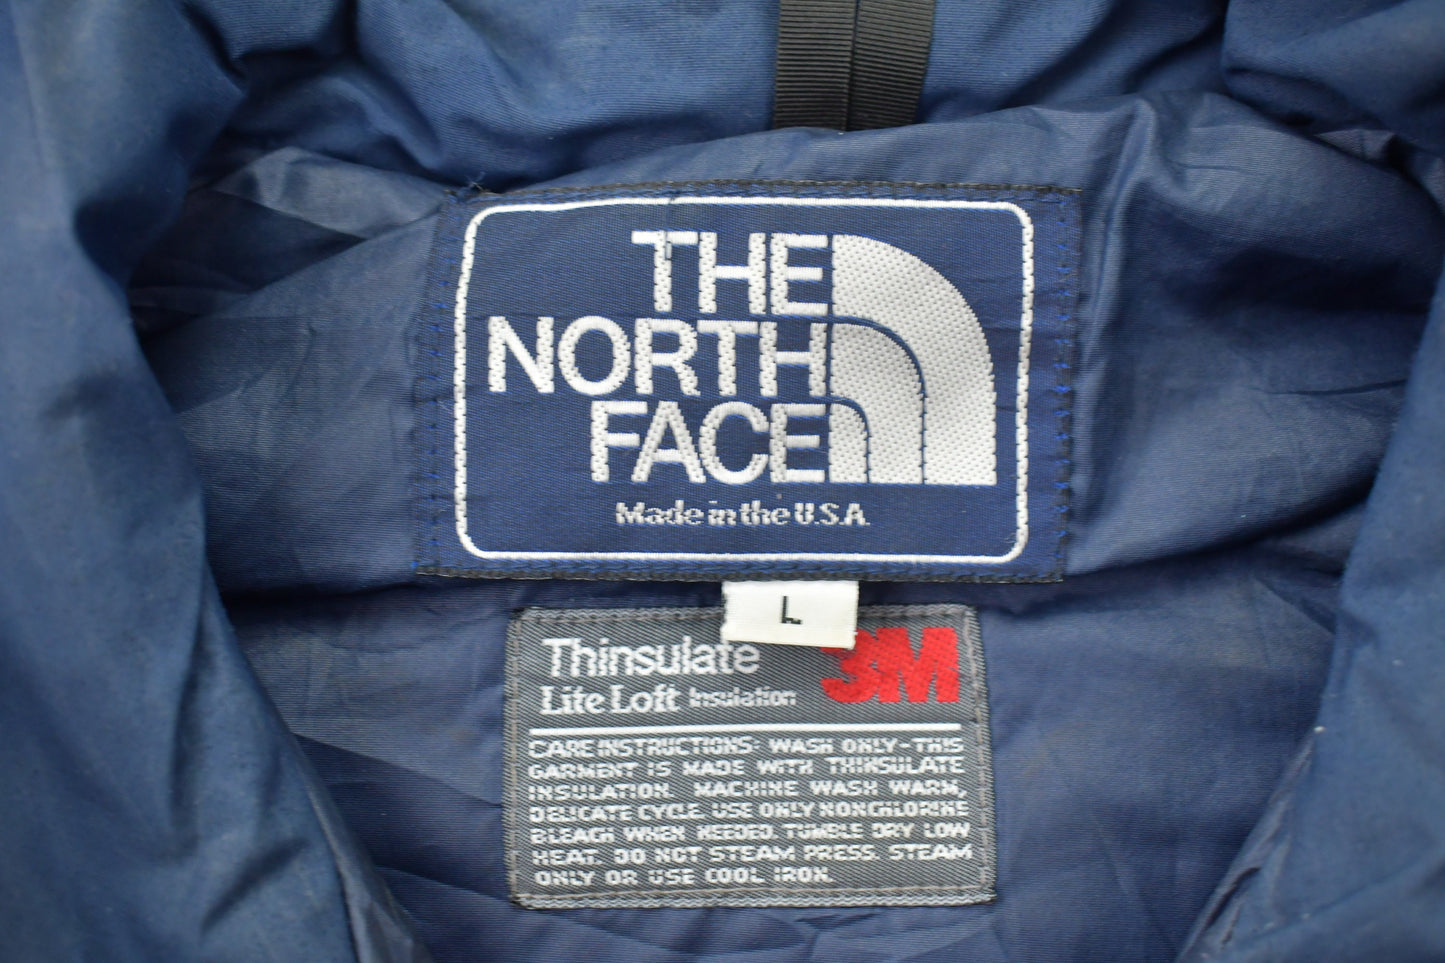 THE
NORTH
FACE
Made in the U.S.A.
L
Thinsulate 3M
Lite Loft Insulation
CARE INSTRUCTIONS: WASH ONLY-THIS
GARMENT IS MADE WITH THINSULATE
INSULATION. MACHINE WASH WARM,
DELICATE CYCLE. USE ONLY NONCHLORINE
BLEACH WHEN NEEDED. TUMBLE DRY LOW
HEAT. DO NOT STEAM PRESS. STEAM
ONLY OR USE COOL IRON.